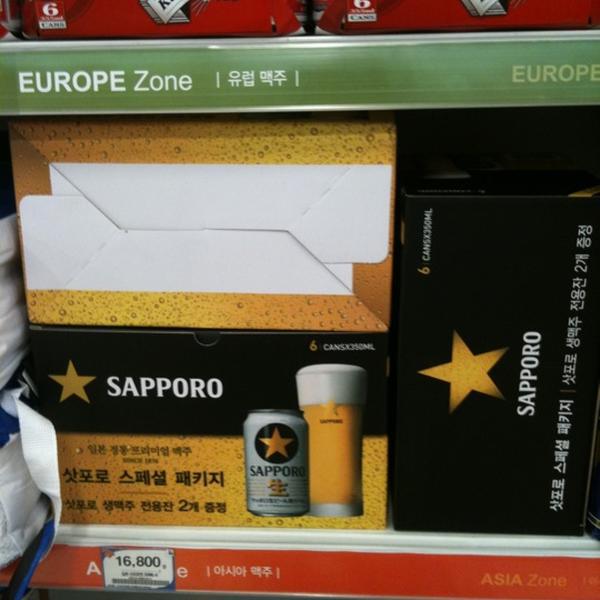 6
CANS
6
CANS
EUROPE Zone | 유럽 맥주 |
EUROPE
6 CANSX350ML
SAPPORO
일본 정통 프리미엄 맥주
SINCE 1876
삿포로 스페셜 패키지
삿포로 생맥주 전용잔 2개 증정
SAPPORO
生
SAPPORO
6 CANSX350ML
SAPPORO
삿포로 스페셜 패키지 | 삿포로 생맥주 전용잔 2개 증정
16,800
A e | 아시아 맥주 |
ASIA Zone